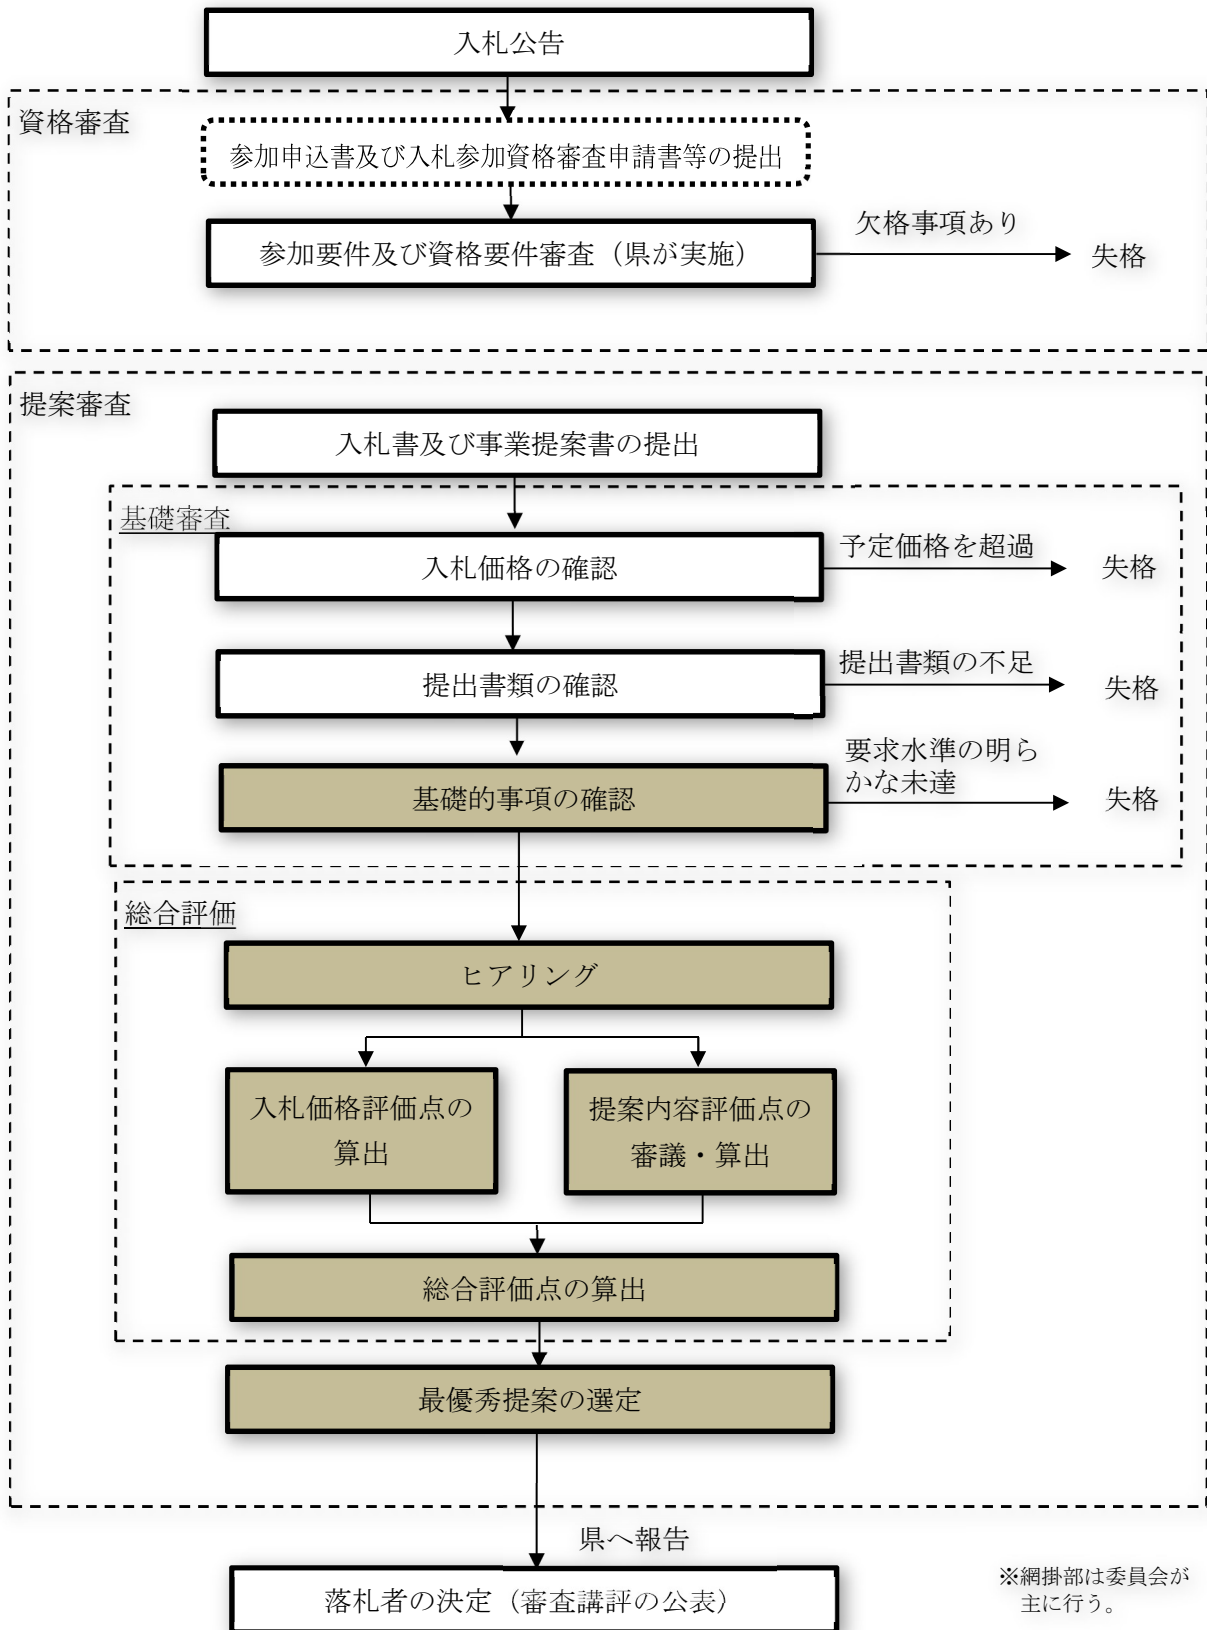 入札公告
資格審査
参加申込書及び入札参加資格審査申請書等の提出
参加要件及び資格要件審査（県が実施）
欠格事項あり
失格
提案審査
入札書及び事業提案書の提出
基礎審査
入札価格の確認
予定価格を超過
失格
提出書類の確認
提出書類の不足
失格
基礎的事項の確認
要求水準の明ら
かな未達
失格
総合評価
ヒアリング
入札価格評価点の
算出
提案内容評価点の
審議・算出
総合評価点の算出
最優秀提案の選定
県へ報告
落札者の決定（審査講評の公表）
※網掛部は委員会が
主に行う。